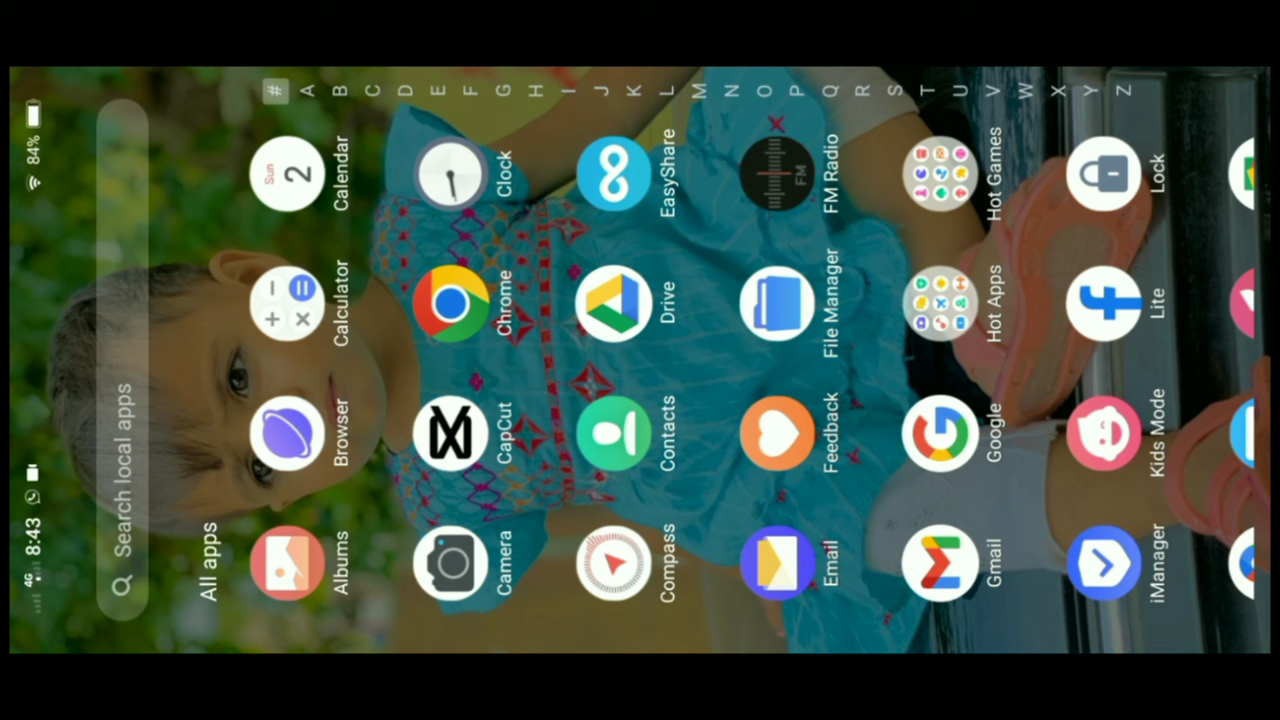 4G 8:43 84%
Search local apps
All apps
#
A
B
C
D
E
F
G
H
I
J
K
L
M
N
O
P
Q
R
S
T
U
V
W
X
Y
Z
Sun
2
Albums Browser Calculator Calendar
Camera CapCut Chrome Clock
Compass Contacts Drive EasyShare
FM
Email Feedback File Manager FM Radio
Gmail Google Hot Apps Hot Games
iManager Kids Mode Lite Lock